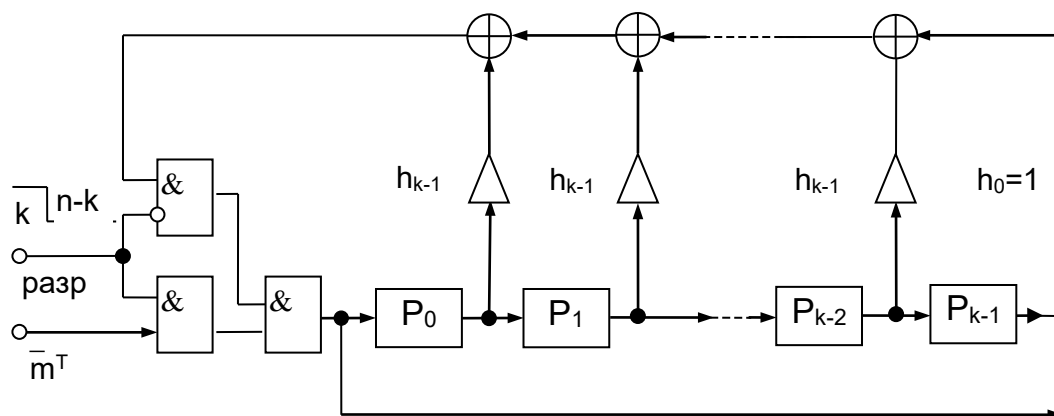 &
h_{k-1} h_{k-1} h_{k-1} h_0=1
k n-k
разр
& &
P_0 P_1 P_{k-2} P_{k-1}
m̄^T